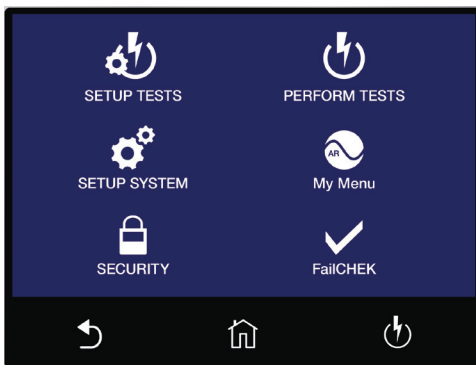 SETUP TESTS
PERFORM TESTS
SETUP SYSTEM
AR
My Menu
SECURITY
FailCHEK